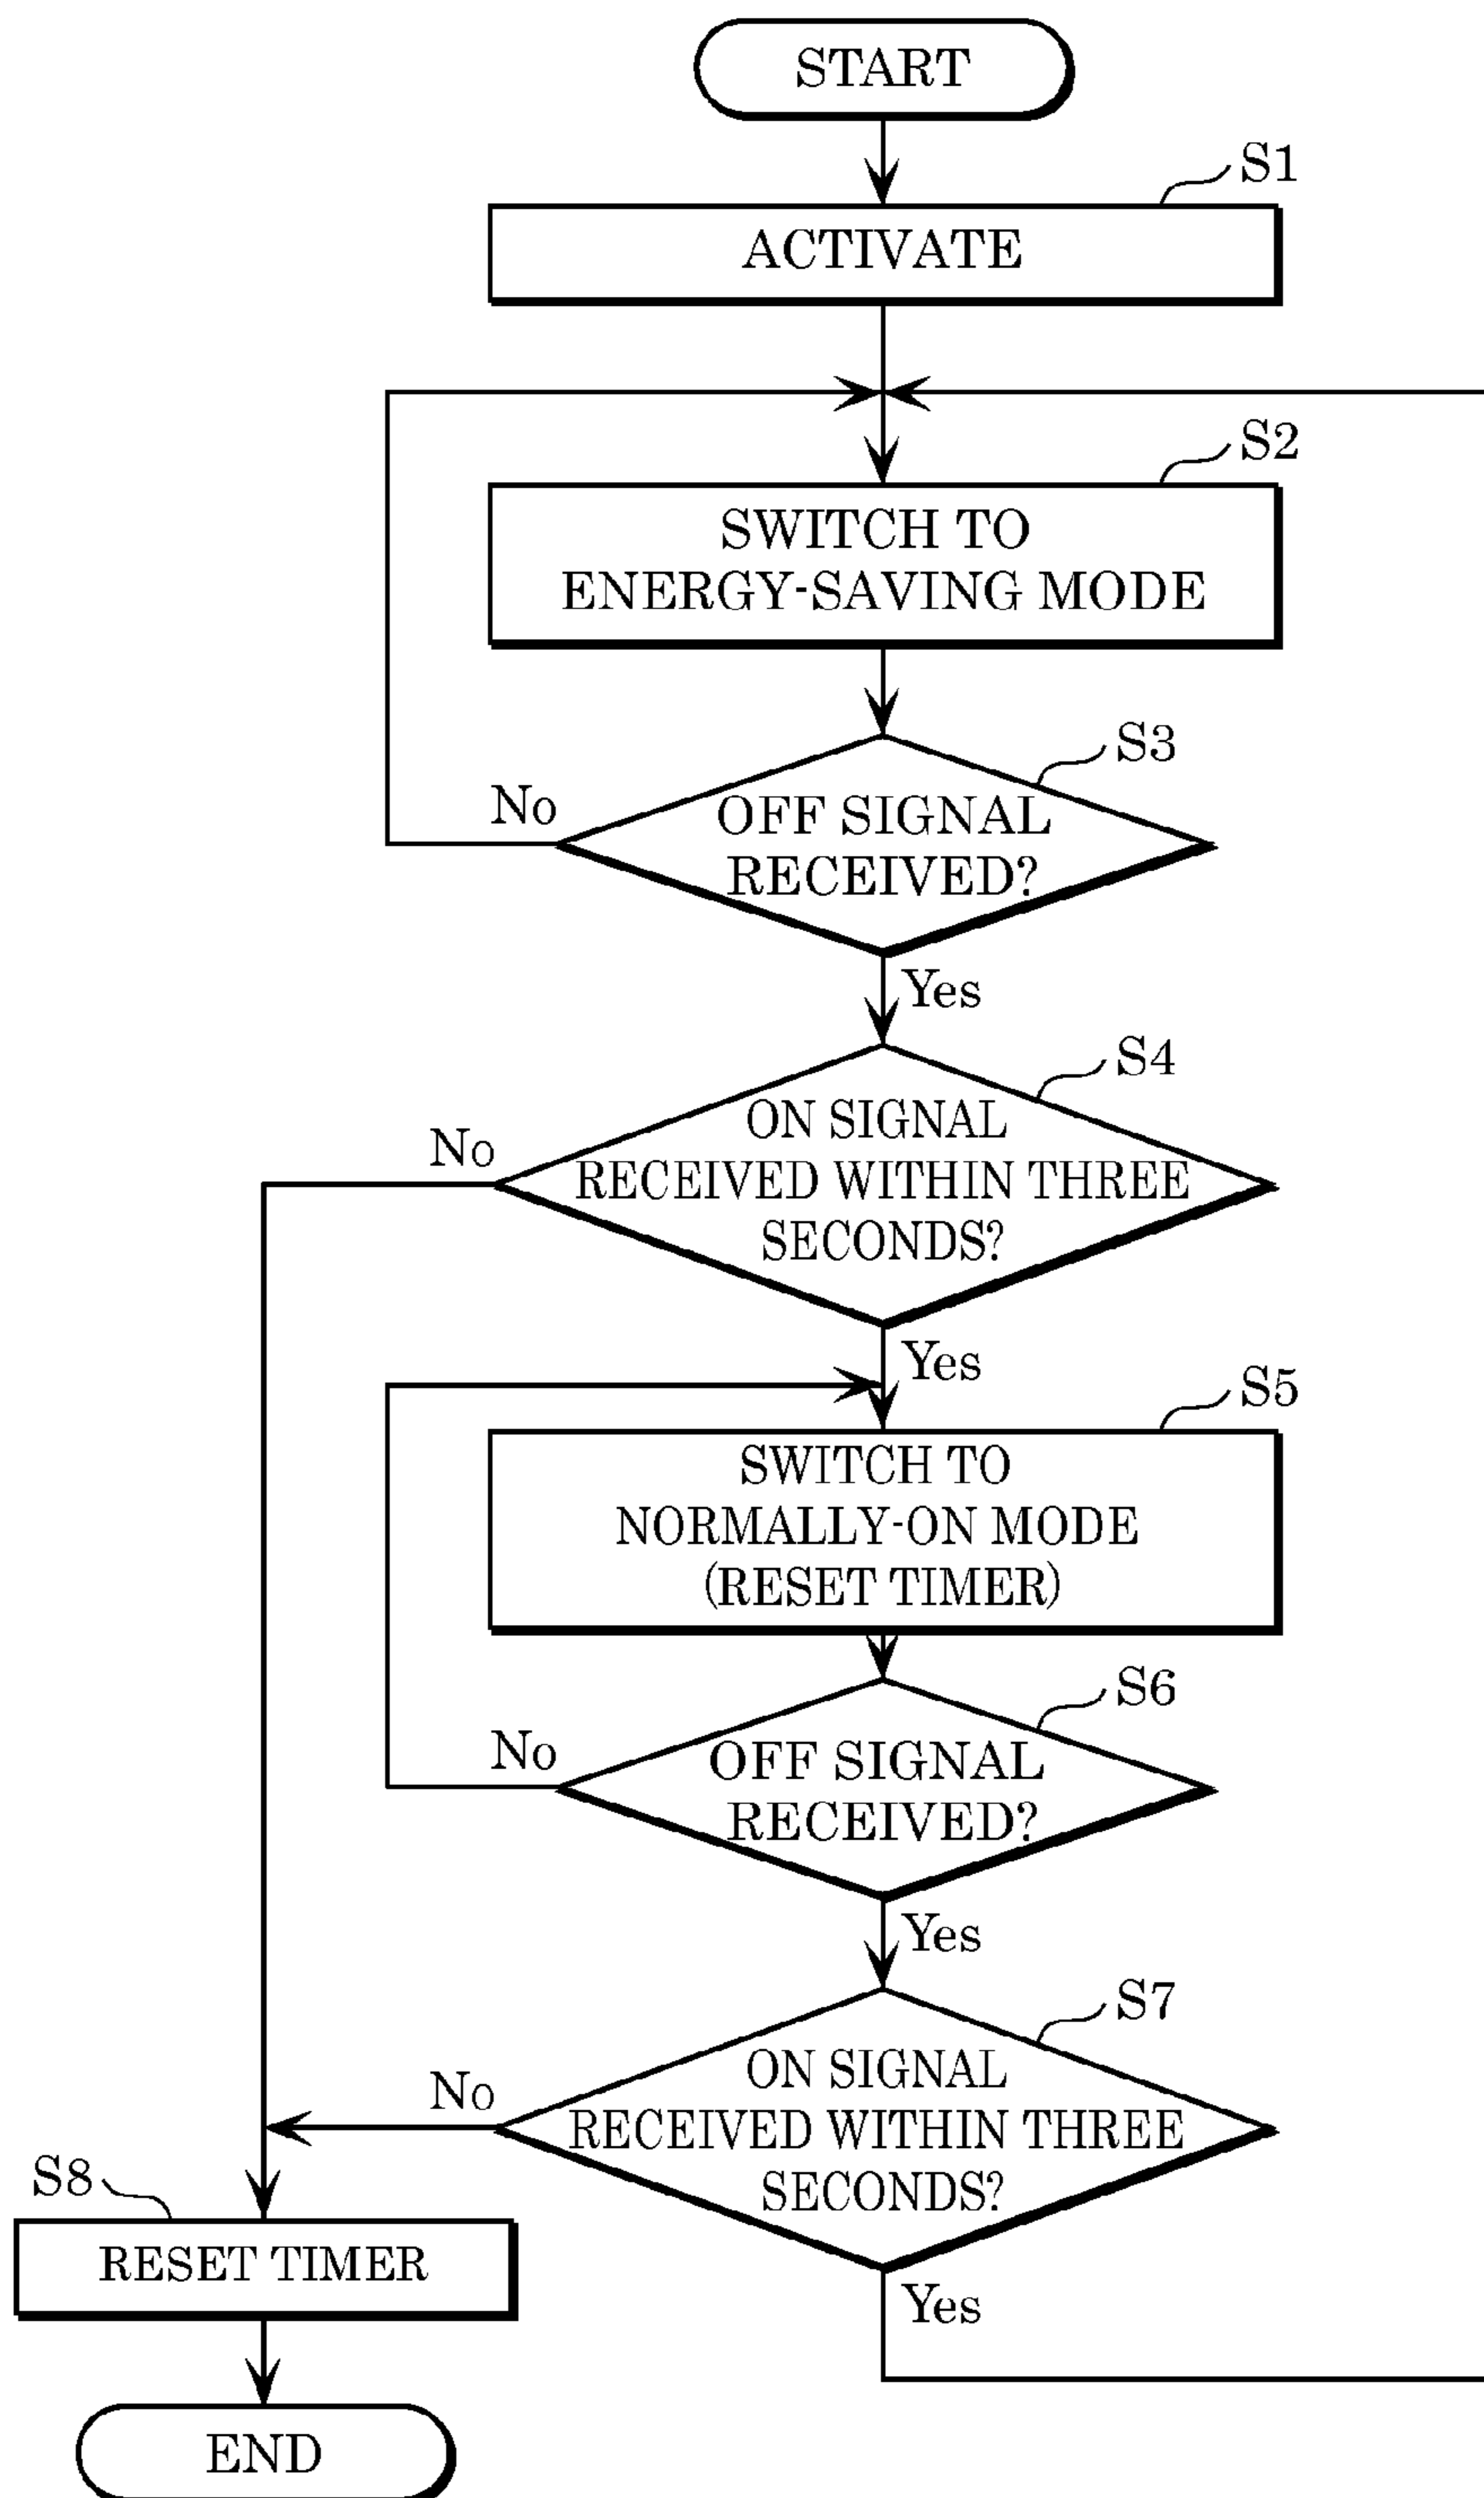 START
S1
ACTIVATE
S2
SWITCH TO
ENERGY-SAVING MODE
S3
No
OFF SIGNAL
RECEIVED?
Yes
S4
No
ON SIGNAL
RECEIVED WITHIN THREE
SECONDS?
Yes
S5
SWITCH TO
NORMALLY-ON MODE
(RESET TIMER)
S6
No
OFF SIGNAL
RECEIVED?
Yes
S7
No
ON SIGNAL
RECEIVED WITHIN THREE
SECONDS?
Yes
S8
RESET TIMER
END